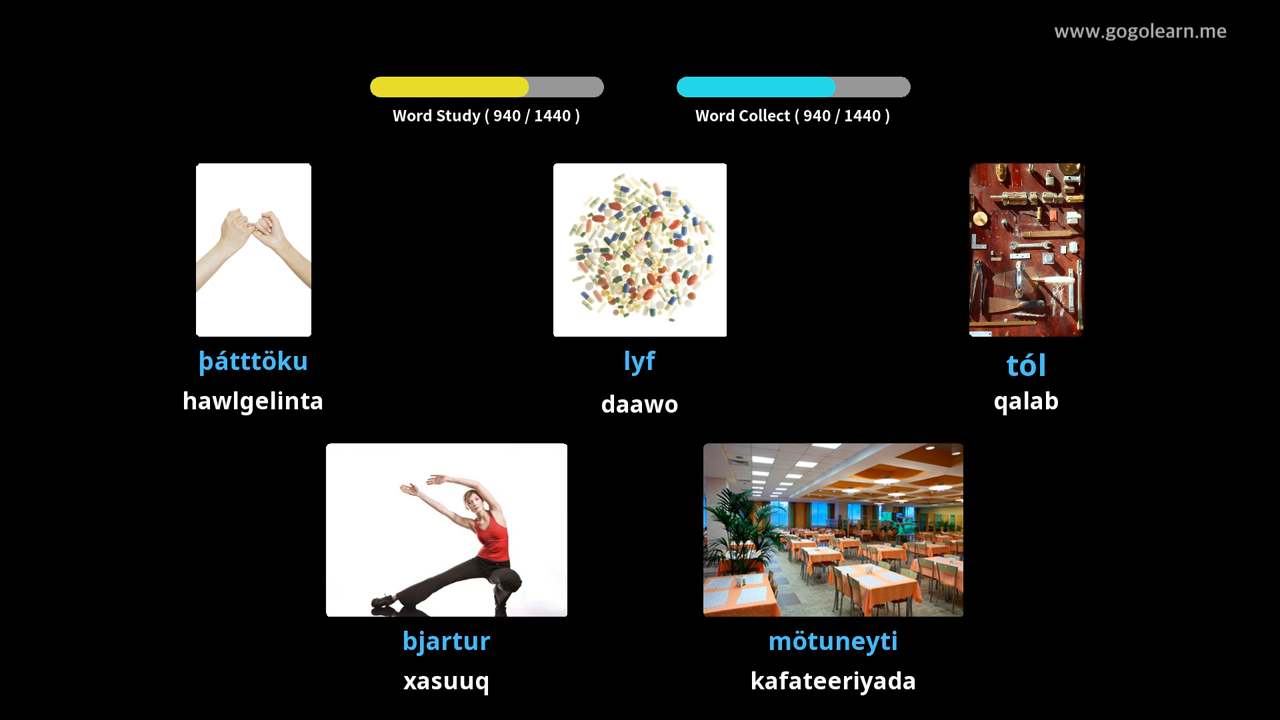 www.gogolearn.me
Word Study ( 940 / 1440 )
Word Collect ( 940 / 1440 )
þátttöku
hawlgelinta
lyf
daawo
tól
qalab
bjartur
xasuuq
mötuneyti
kafateeriyada